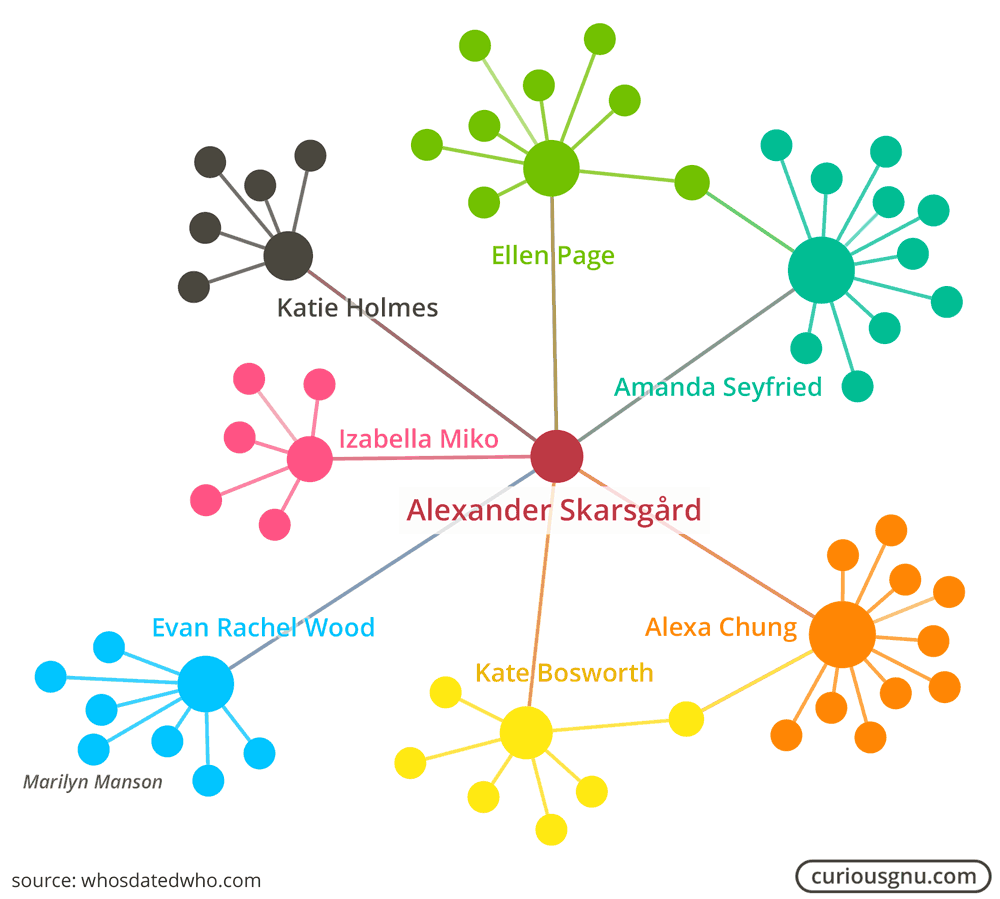 Ellen Page
Katie Holmes
Amanda Seyfried
Izabella Miko
Alexander Skarsgård
Evan Rachel Wood
Alexa Chung
Kate Bosworth
Marilyn Manson
source: whosdatedwho.com
curiousgnu.com